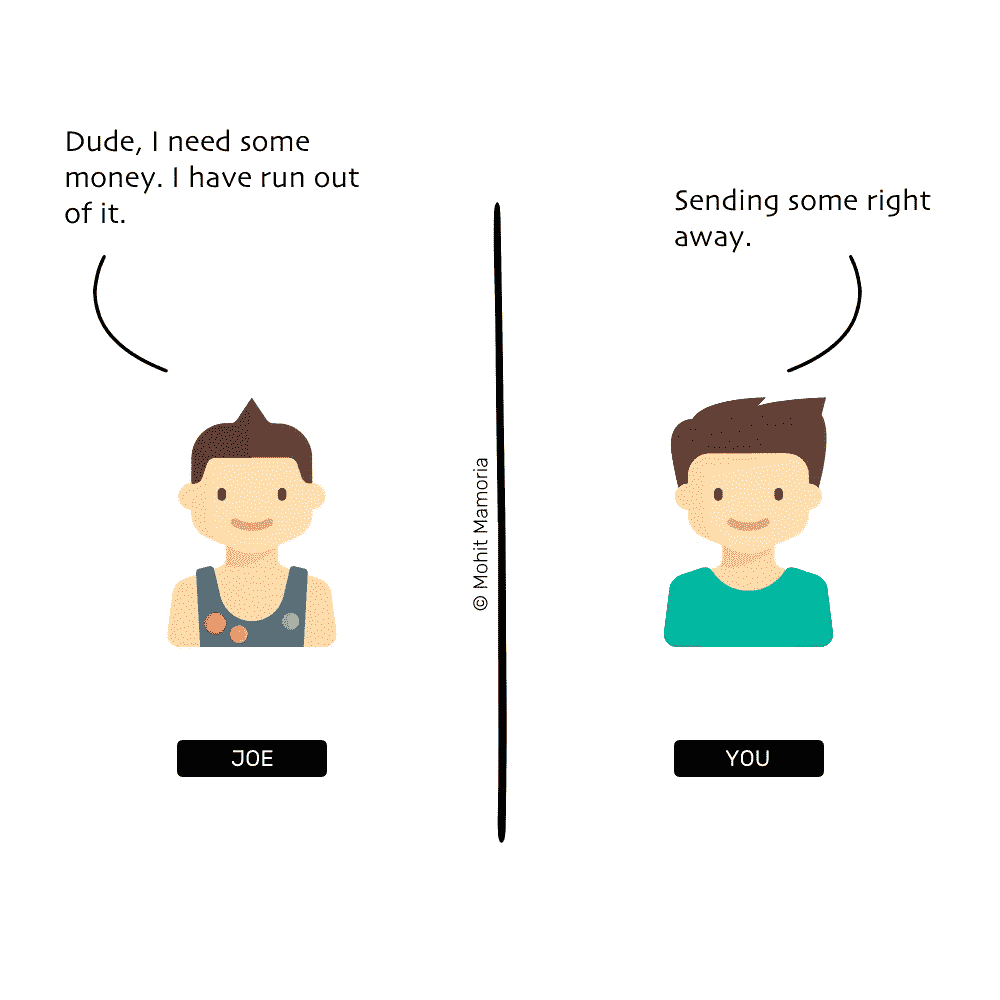 Dude, I need some
money. I have run out
of it.
Sending some right
away.
© Mohit Mamoria
JOE
YOU